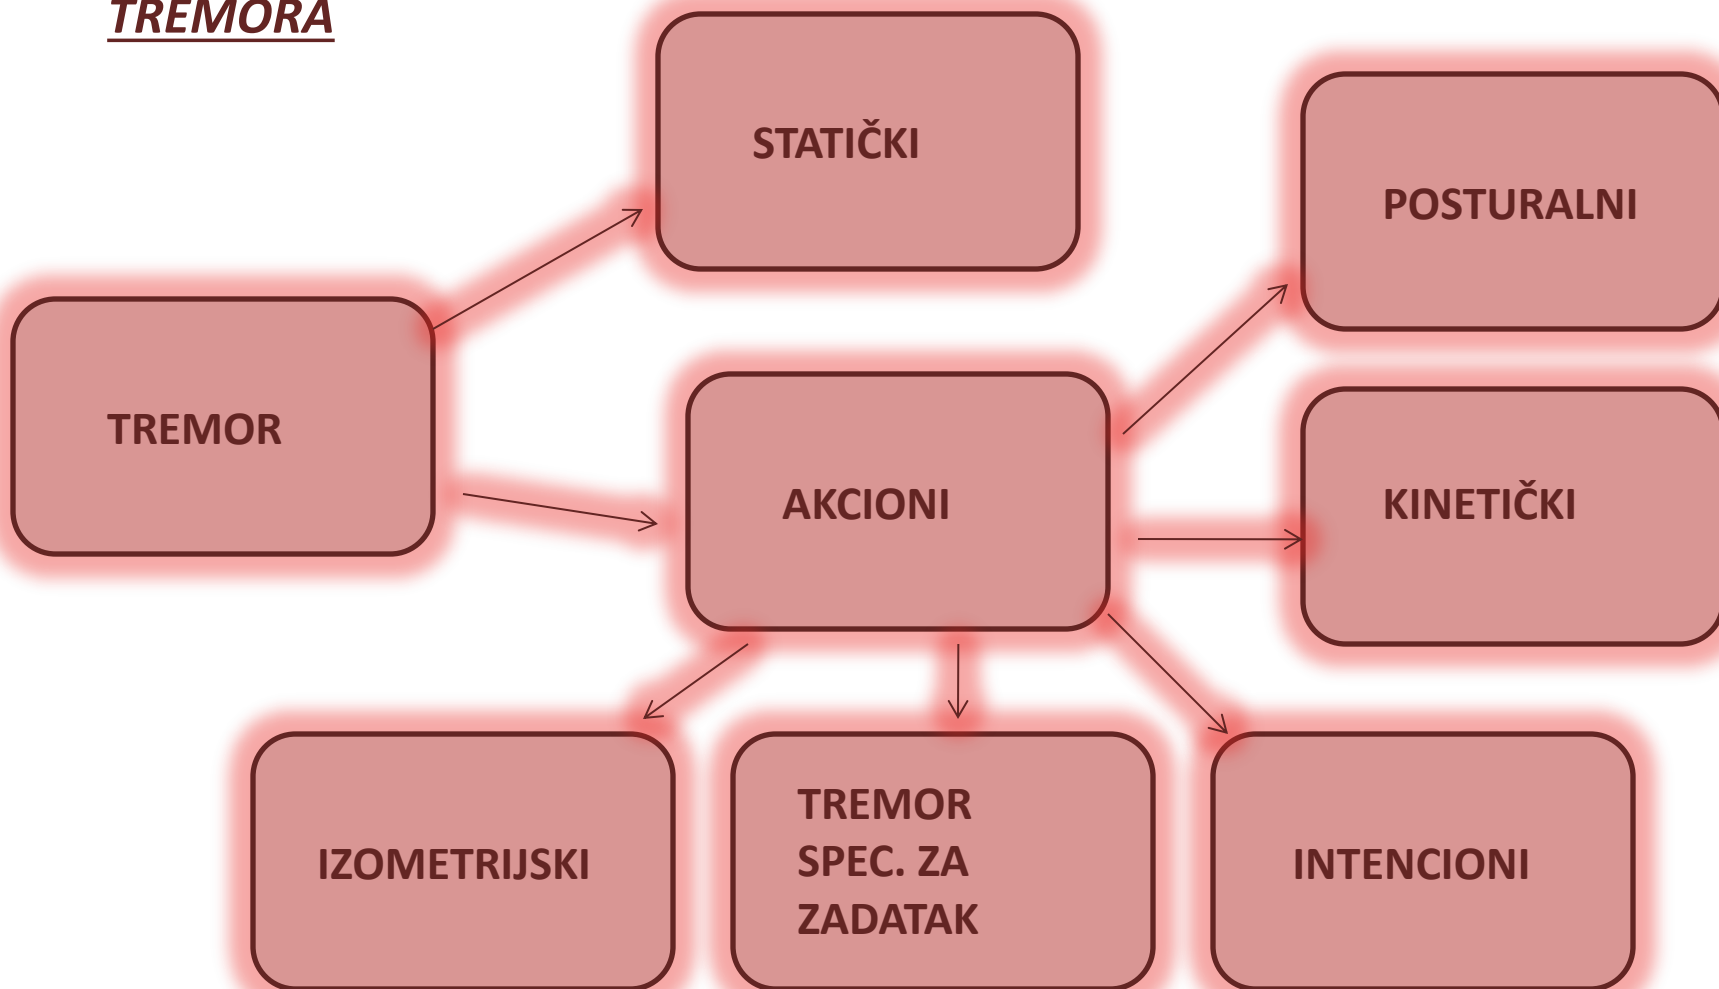 TREMORA
STATIČKI
POSTURALNI
TREMOR
AKCIONI
KINETIČKI
IZOMETRIJSKI
TREMOR
SPEC. ZA
ZADATAK
INTENCIONI